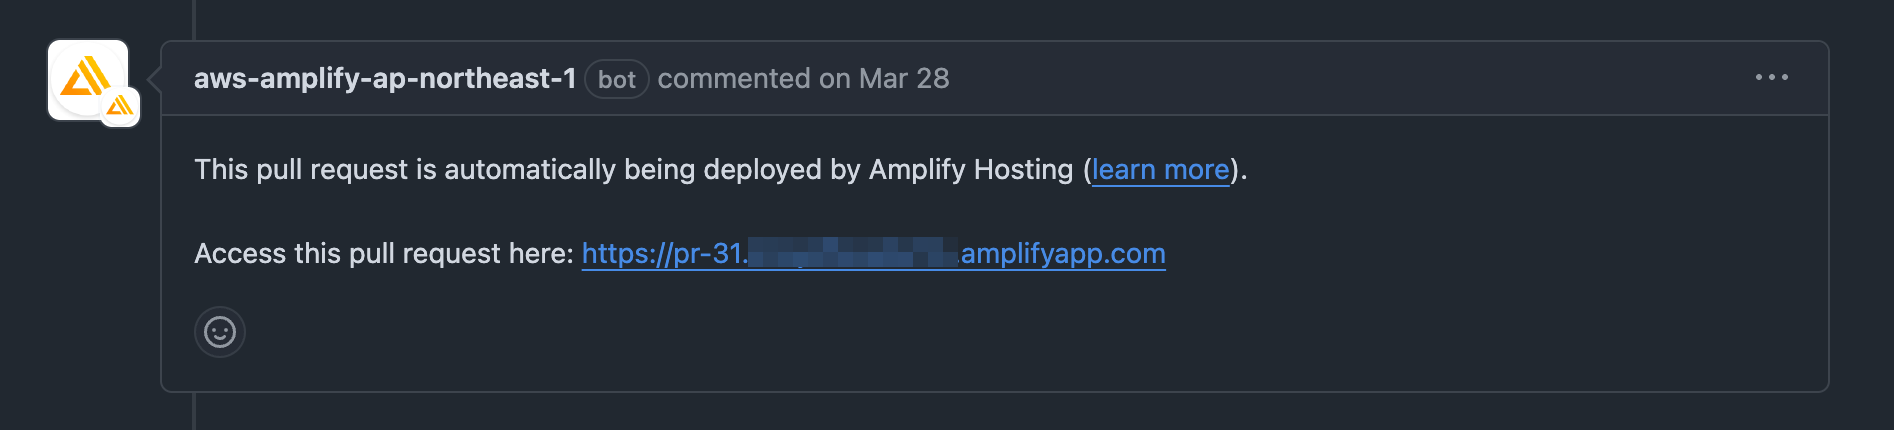 aws-amplify-ap-northeast-1 bot commented on Mar 28
This pull request is automatically being deployed by Amplify Hosting (learn more).
Access this pull request here: https://pr-31. .amplifyapp.com